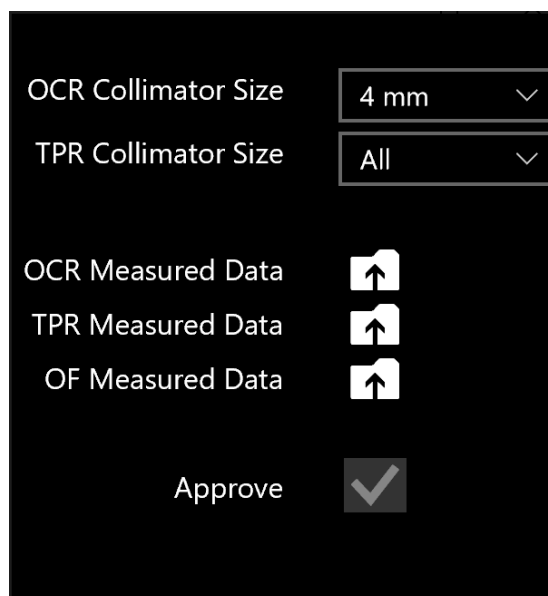 OCR Collimator Size 4 mm
TPR Collimator Size All
OCR Measured Data
TPR Measured Data
OF Measured Data
Approve